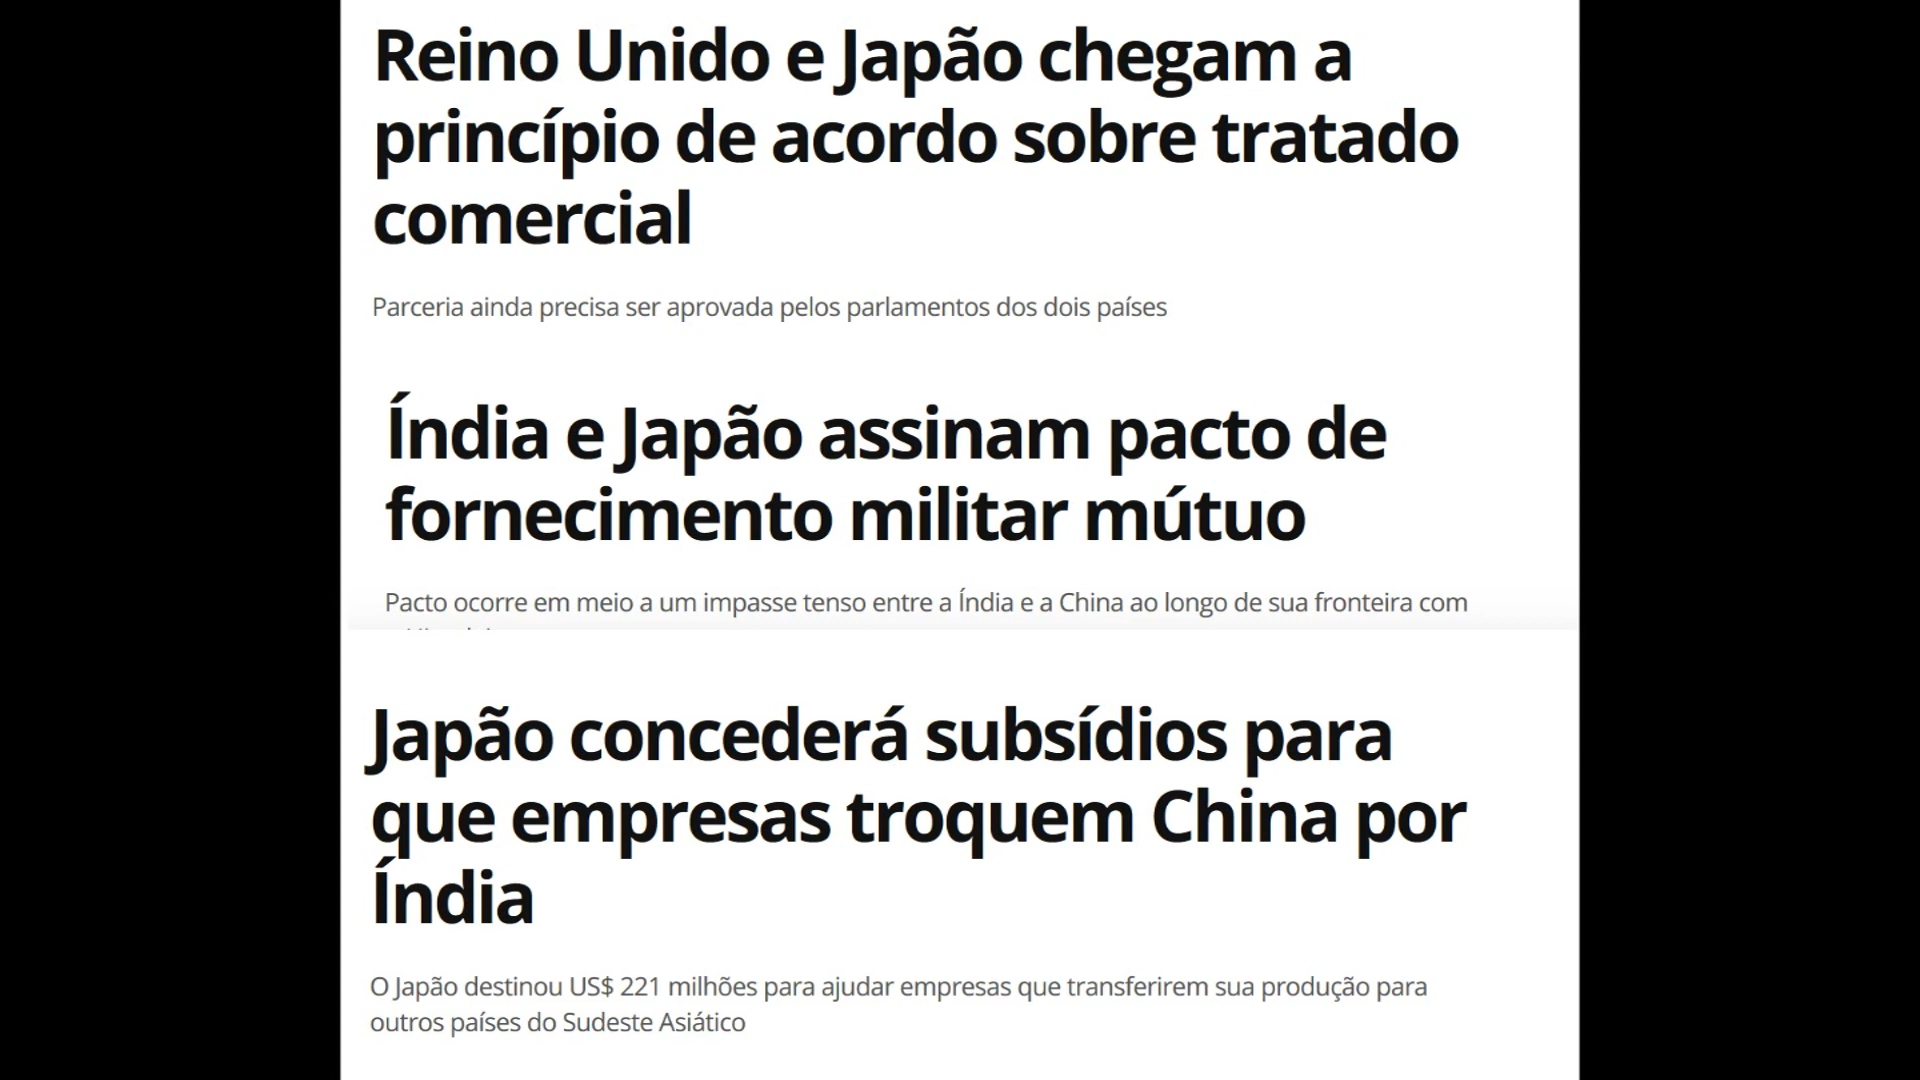 Reino Unido e Japão chegam a
princípio de acordo sobre tratado
comercial
Parceria ainda precisa ser aprovada pelos parlamentos dos dois países
Índia e Japão assinam pacto de
fornecimento militar mútuo
Pacto ocorre em meio a um impasse tenso entre a Índia e a China ao longo de sua fronteira com
Japão concederá subsídios para
que empresas troquem China por
Índia
O Japão destinou US$ 221 milhões para ajudar empresas que transferirem sua produção para
outros países do Sudeste Asiático